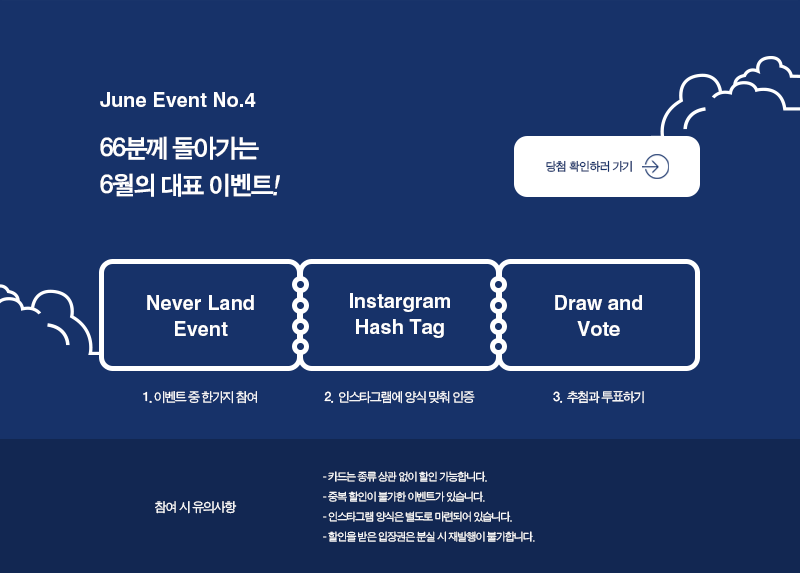 June Event No.4
66분께 돌아가는
6월의 대표 이벤트!
당첨 확인하러 가기
Never Land
Event
Instargram
Hash Tag
Draw and
Vote
1. 이벤트 중 한가지 참여
2. 인스타그램에 양식 맞춰 인증
3. 추첨과 투표하기
참여 시 유의사항
- 카드는 종류 상관 없이 할인 가능합니다.
- 중복 할인이 불가한 이벤트가 있습니다.
- 인스타그램 양식은 별도로 마련되어 있습니다.
- 할인을 받은 입장권은 분실 시 재발행이 불가합니다.